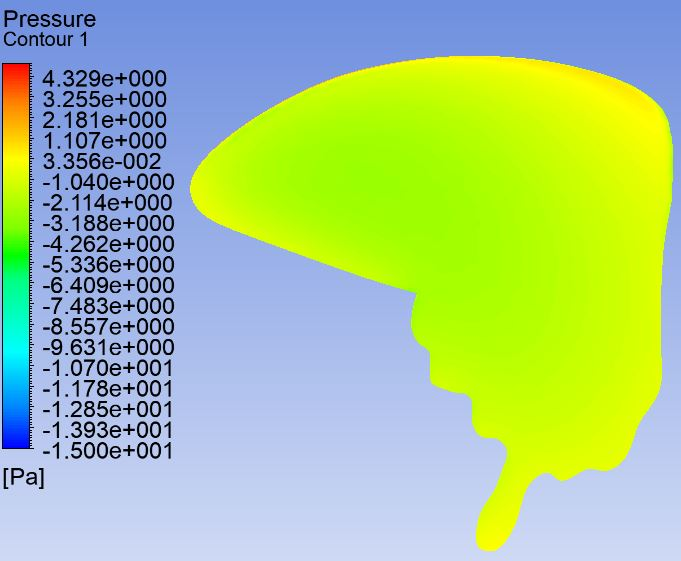 Pressure
Contour 1
4.329e+000
3.255e+000
2.181e+000
1.107e+000
3.356e-002
-1.040e+000
-2.114e+000
-3.188e+000
-4.262e+000
-5.336e+000
-6.409e+000
-7.483e+000
-8.557e+000
-9.631e+000
-1.070e+001
-1.178e+001
-1.285e+001
-1.393e+001
-1.500e+001
[Pa]